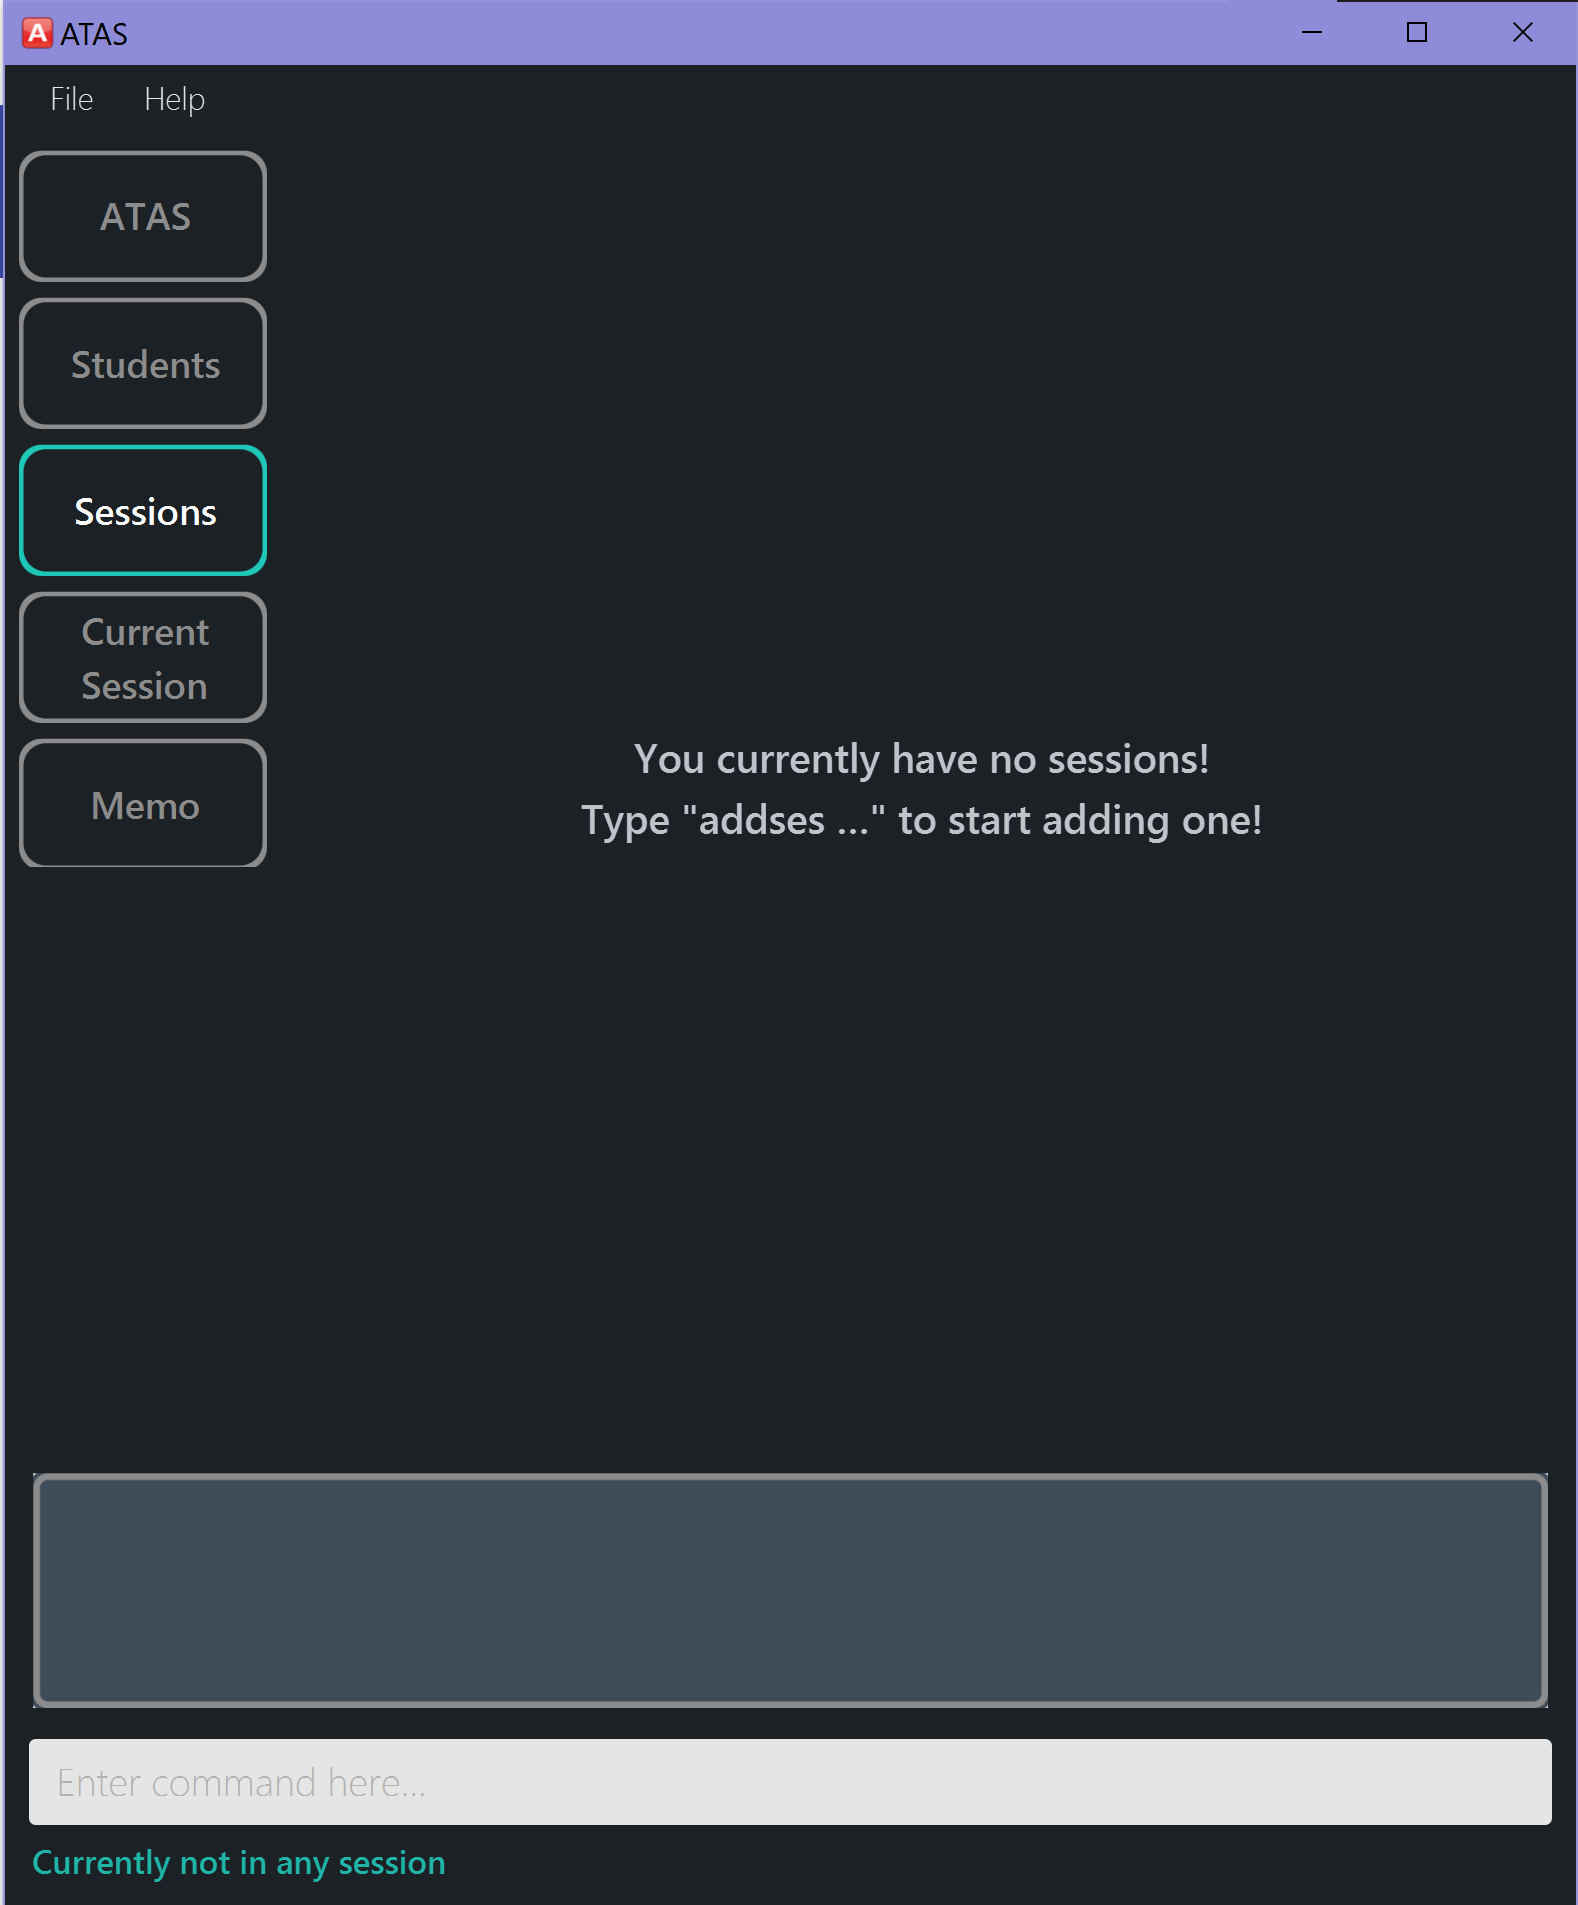 A ATAS
File Help
ATAS
Students
Sessions
Current
Session
Memo
You currently have no sessions!
Type "addses ..." to start adding one!
Enter command here...
Currently not in any session